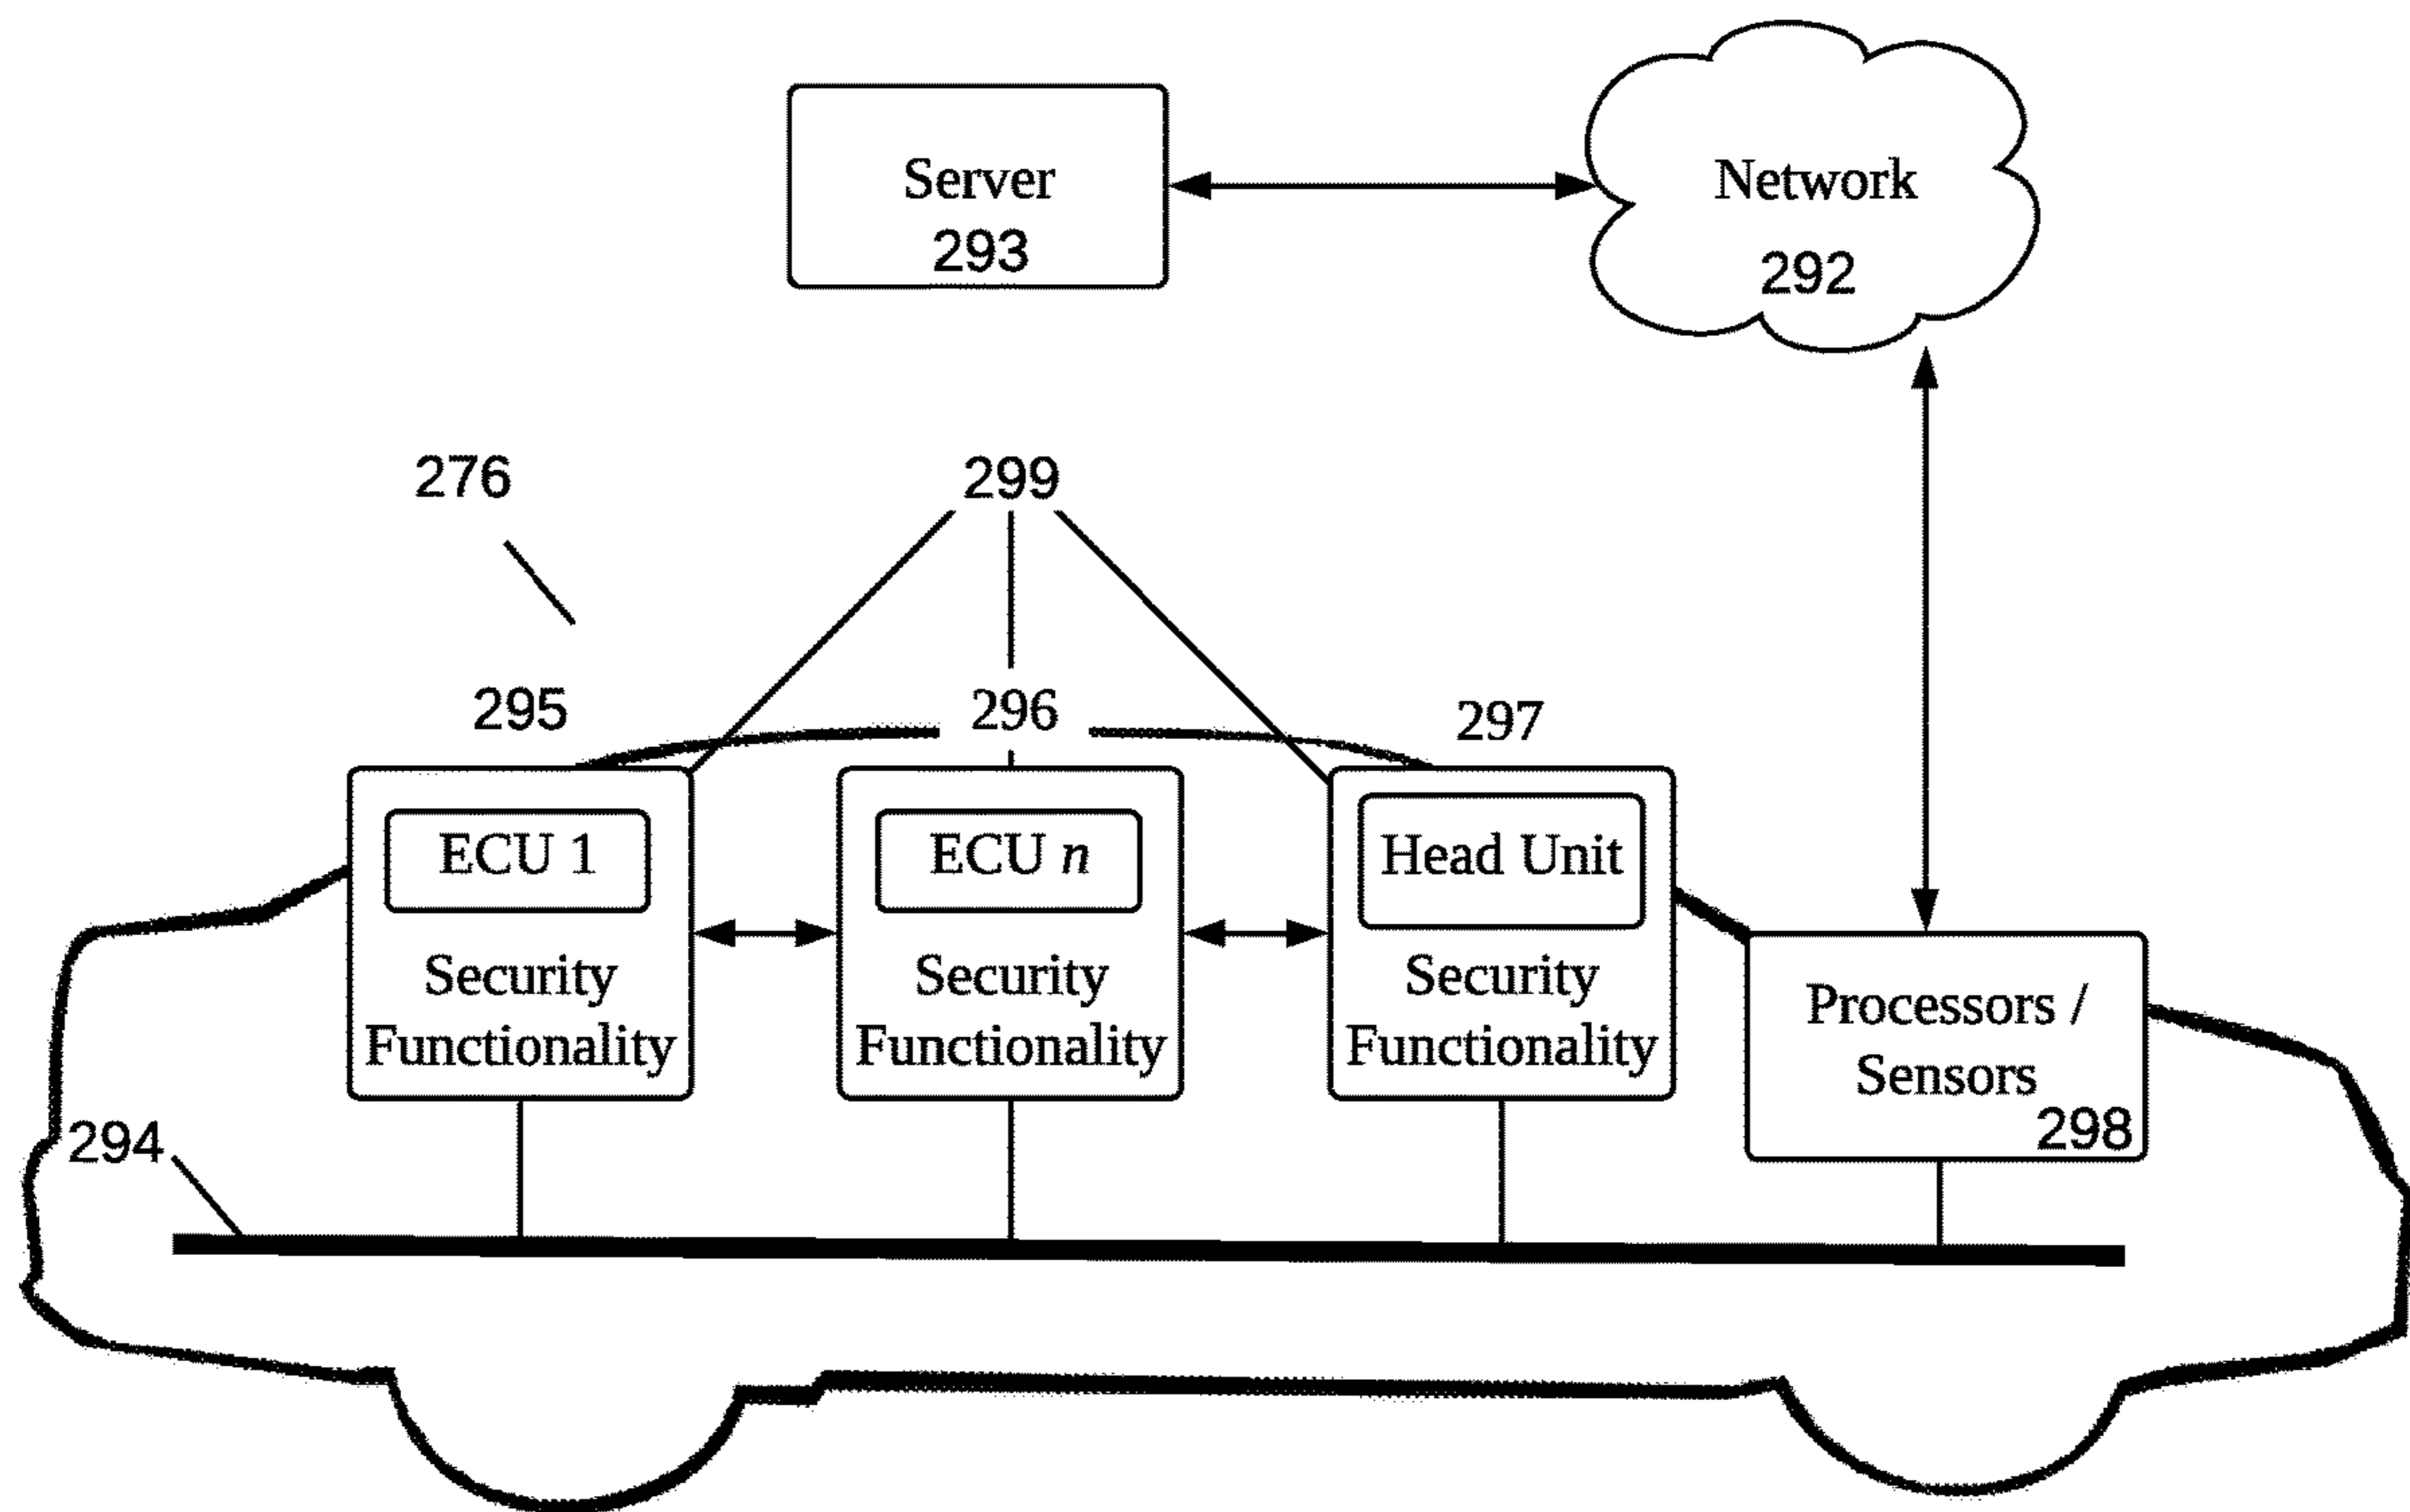 Server
293
Network
292
276
299
295
296
297
ECU 1
Security
Functionality
ECU n
Security
Functionality
Head Unit
Security
Functionality
Processors /
Sensors
298
294